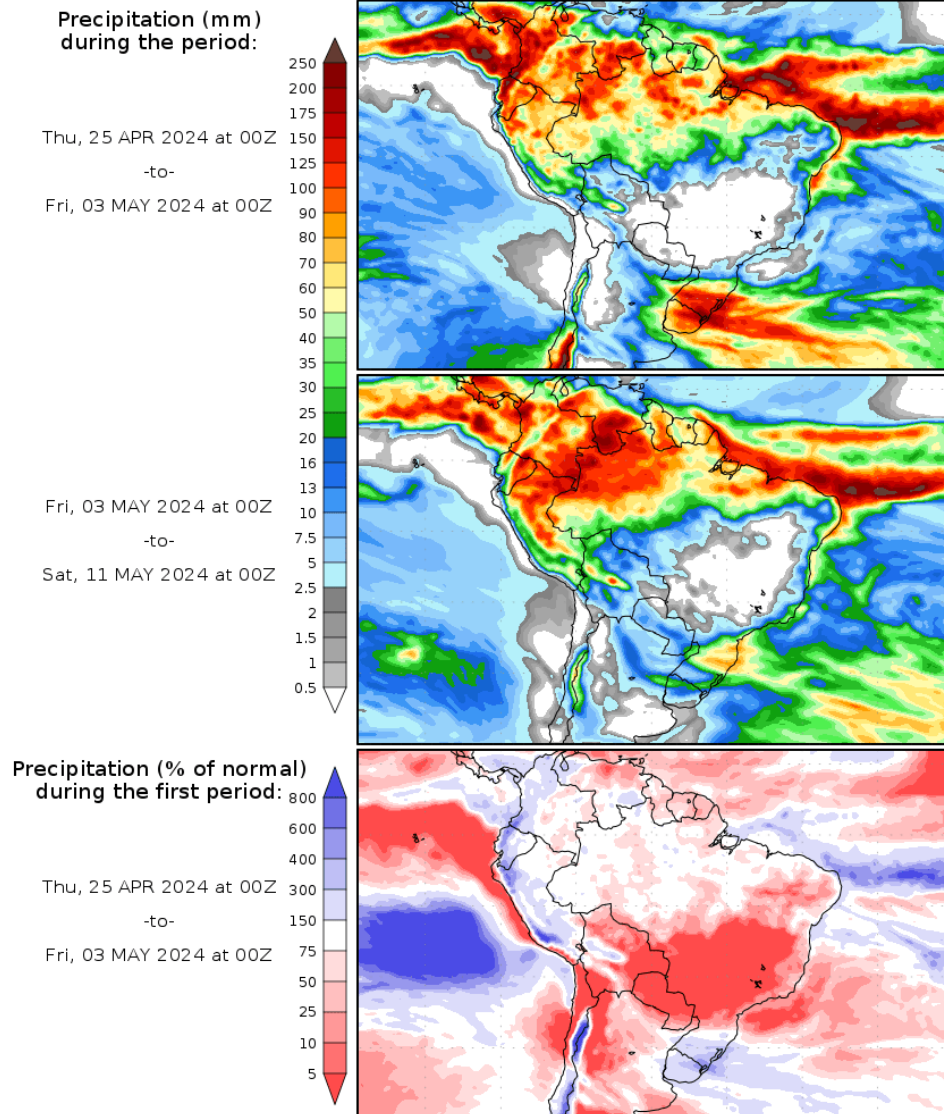 Precipitation (mm)
during the period:
Thu, 25 APR 2024 at 00Z
-to-
Fri, 03 MAY 2024 at 00Z
Fri, 03 MAY 2024 at 00Z
-to-
Sat, 11 MAY 2024 at 00Z
250
200
175
150
125
100
90
80
70
60
50
40
35
30
25
20
16
13
10
7.5
5
2.5
2
1.5
1
0.5
Precipitation (% of normal)
during the first period:
Thu, 25 APR 2024 at 00Z
-to-
Fri, 03 MAY 2024 at 00Z
800
600
400
300
150
75
50
25
10
5